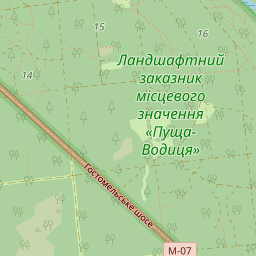 15
16
14
Ландшафтний
заказник
місцевого
значення
«Пуща-
Водиця»
Гостомельське шосе
М-07